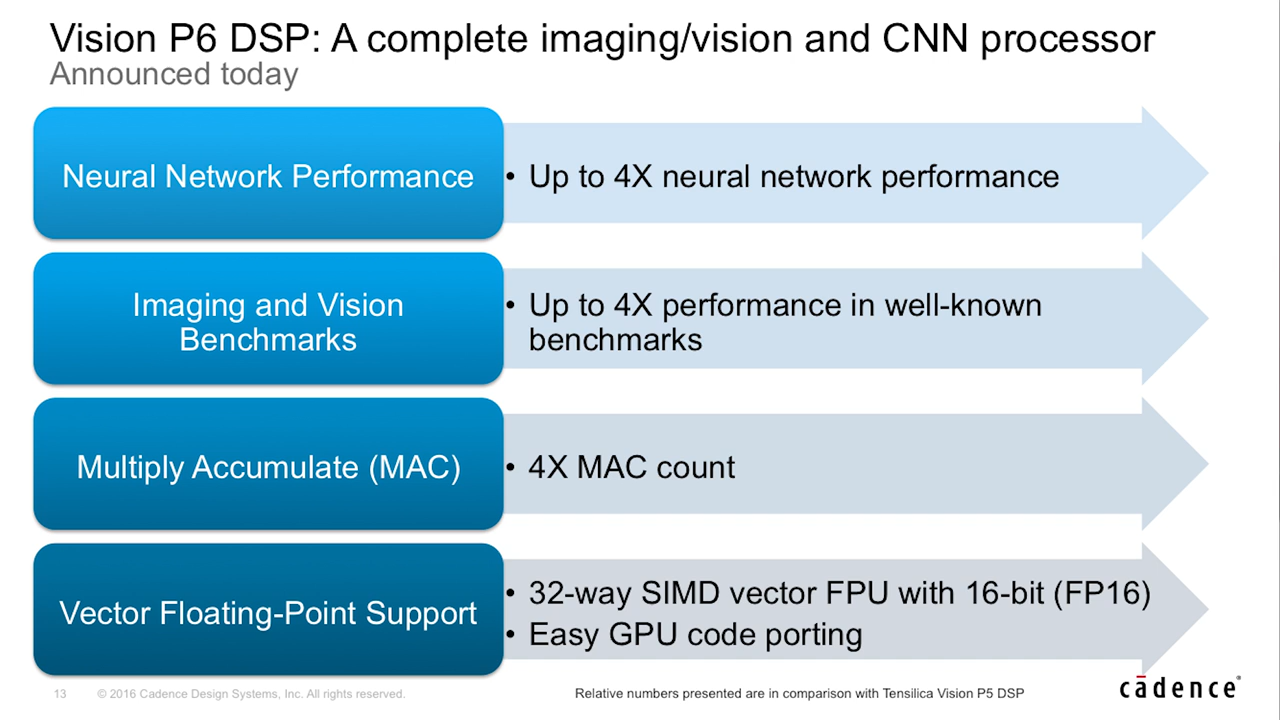 Vision P6 DSP: A complete imaging/vision and CNN processor
Announced today
Neural Network Performance
• Up to 4X neural network performance
Imaging and Vision
Benchmarks
• Up to 4X performance in well-known
benchmarks
Multiply Accumulate (MAC)
• 4X MAC count
Vector Floating-Point Support
• 32-way SIMD vector FPU with 16-bit (FP16)
• Easy GPU code porting
13 © 2016 Cadence Design Systems, Inc. All rights reserved.
Relative numbers presented are in comparison with Tensilica Vision P5 DSP
cādence®